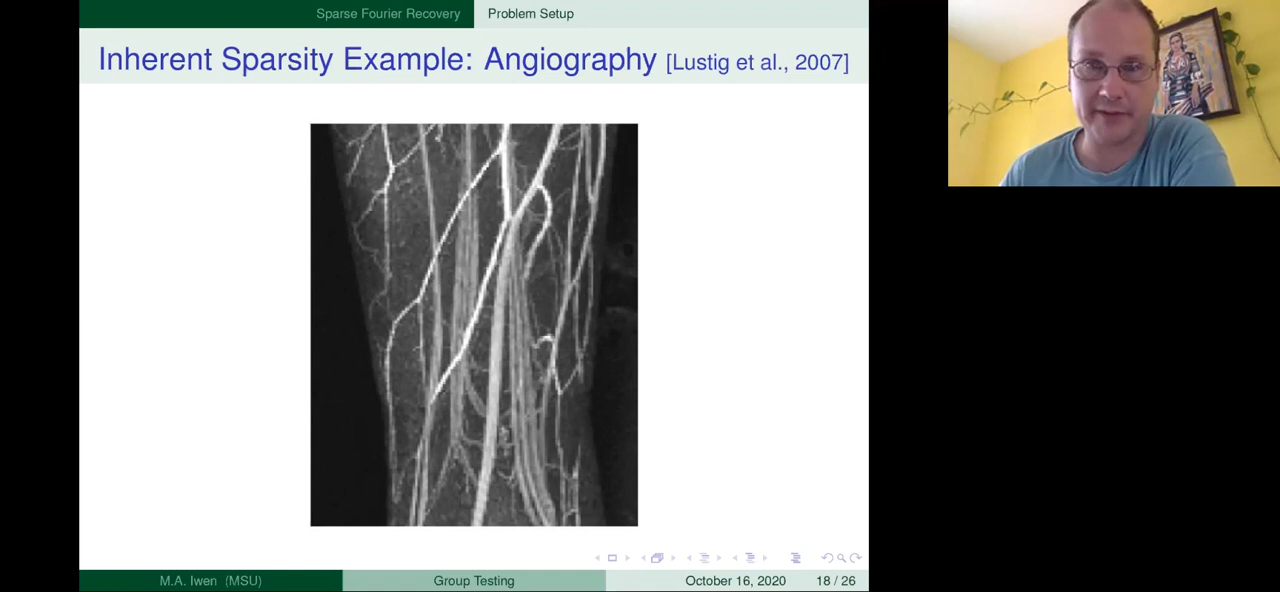 Sparse Fourier Recovery Problem Setup
Inherent Sparsity Example: Angiography [Lustig et al., 2007]
M.A. Iwen (MSU) Group Testing October 16, 2020 18 / 26